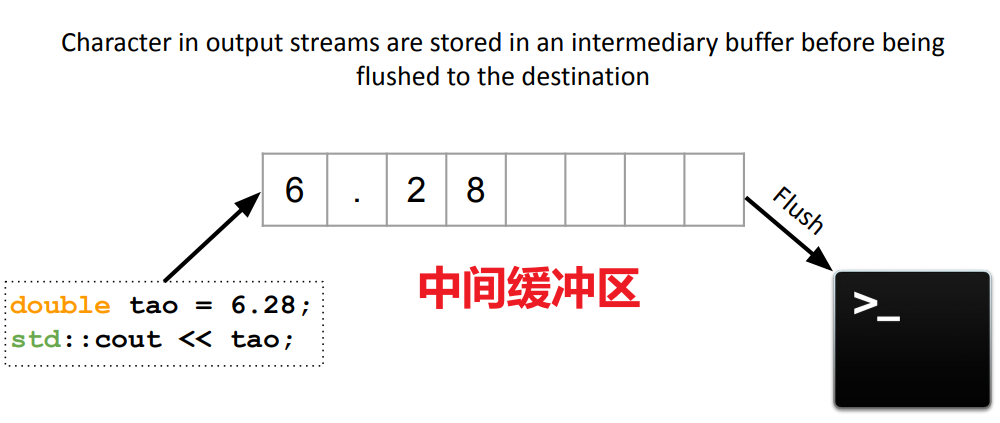 Character in output streams are stored in an intermediary buffer before being
flushed to the destination
6 . 2 8
Flush
中间缓冲区
double tao = 6.28;
std::cout << tao;
>_